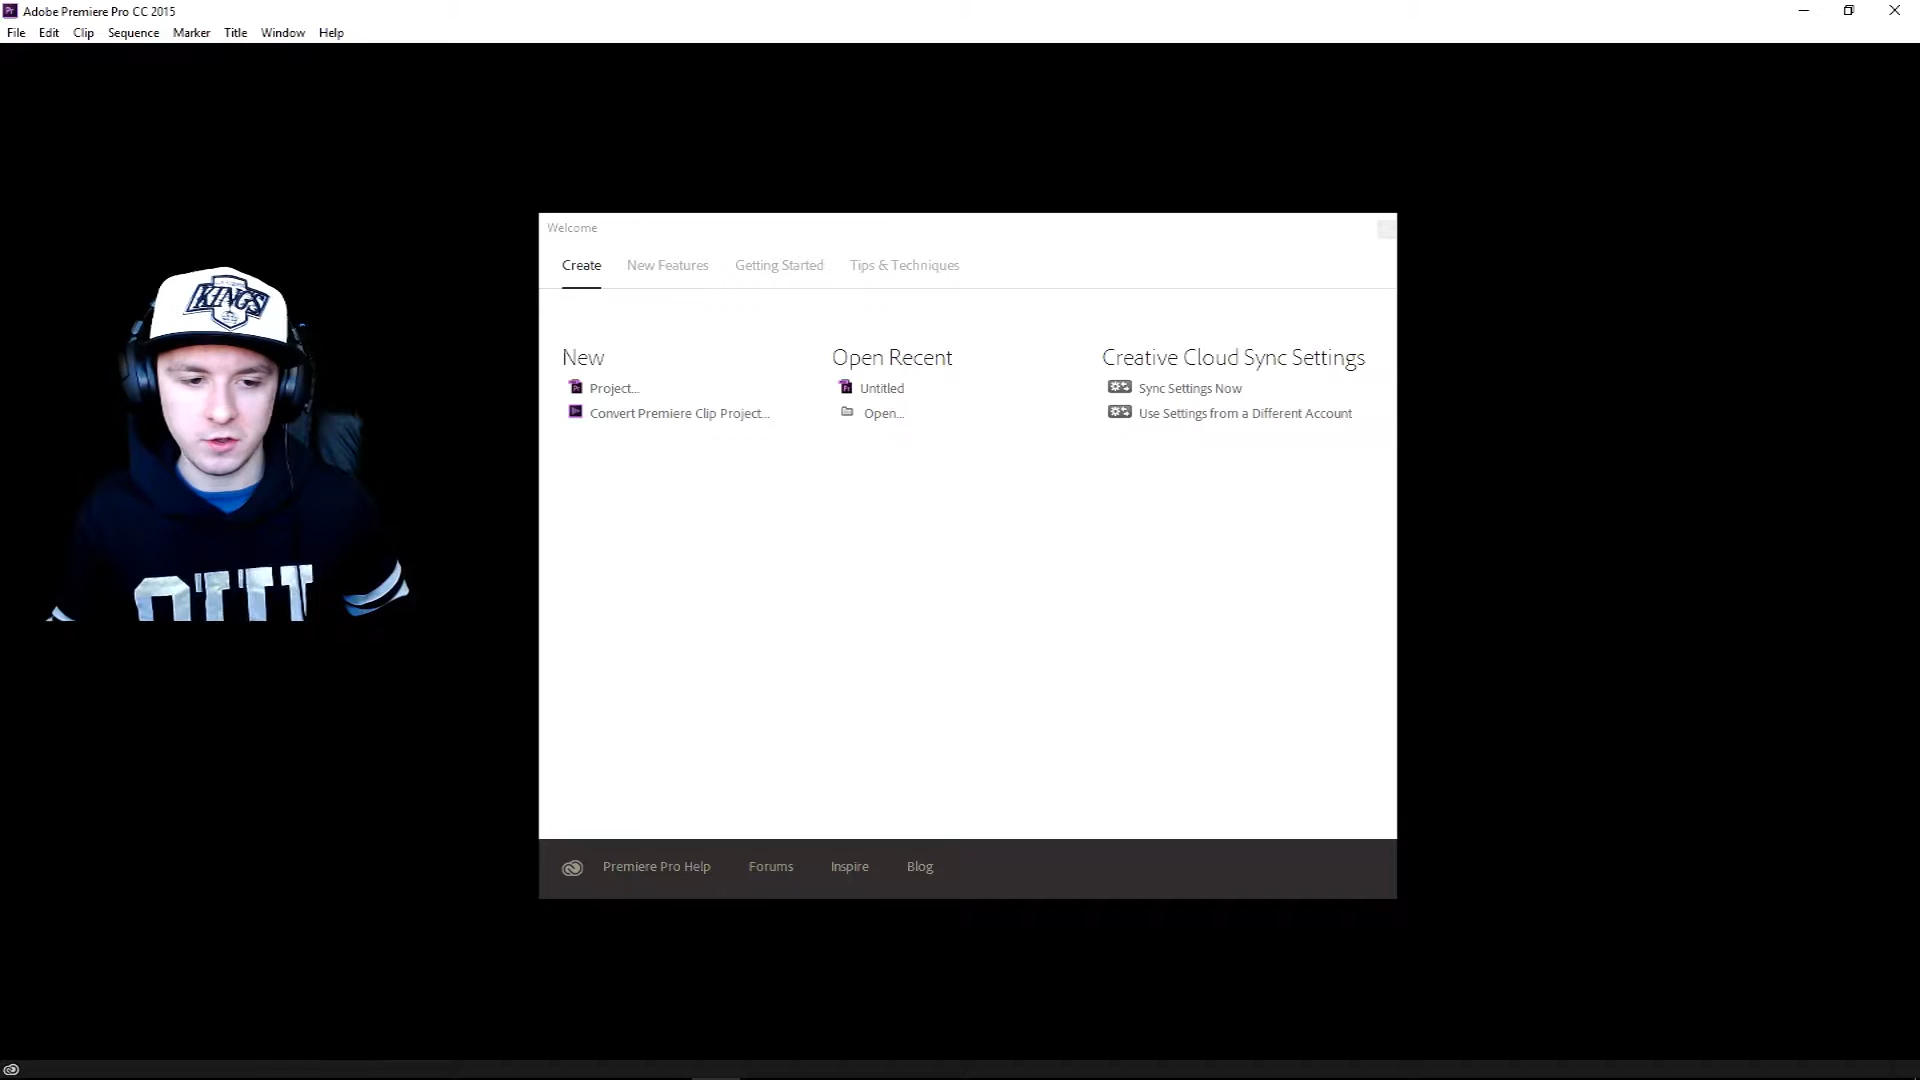 Adobe Premiere Pro CC 2015
File Edit Clip Sequence Marker Title Window Help
Welcome
Create New Features Getting Started Tips & Techniques
New Open Recent Creative Cloud Sync Settings
Project... Untitled Sync Settings Now
Convert Premiere Clip Project... Open... Use Settings from a Different Account
KINGS
Premiere Pro Help Forums Inspire Blog